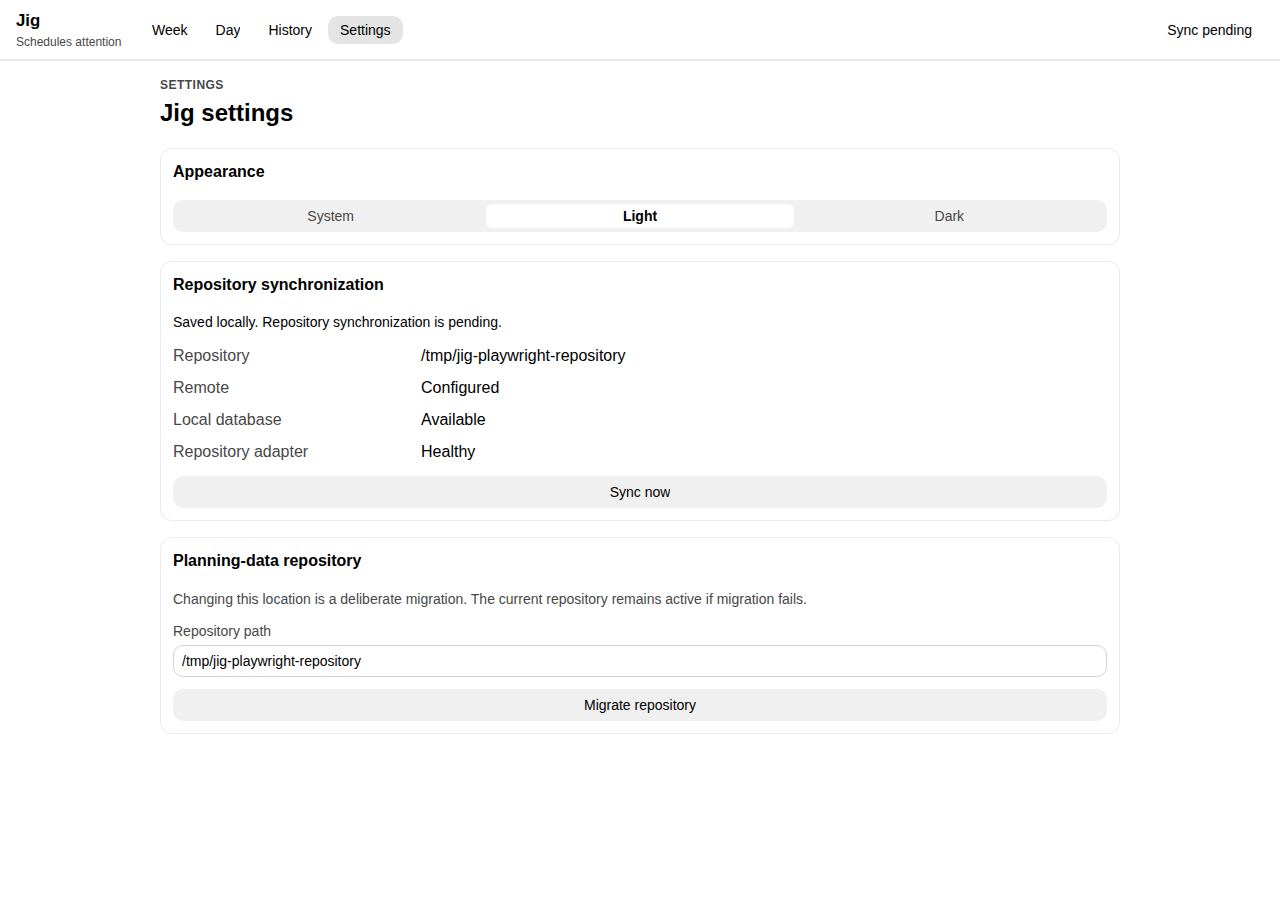 Jig
Schedules attention
Week Day History Settings
Sync pending
SETTINGS
Jig settings
Appearance
System Light Dark
Repository synchronization
Saved locally. Repository synchronization is pending.
Repository /tmp/jig-playwright-repository
Remote Configured
Local database Available
Repository adapter Healthy
Sync now
Planning-data repository
Changing this location is a deliberate migration. The current repository remains active if migration fails.
Repository path
/tmp/jig-playwright-repository
Migrate repository